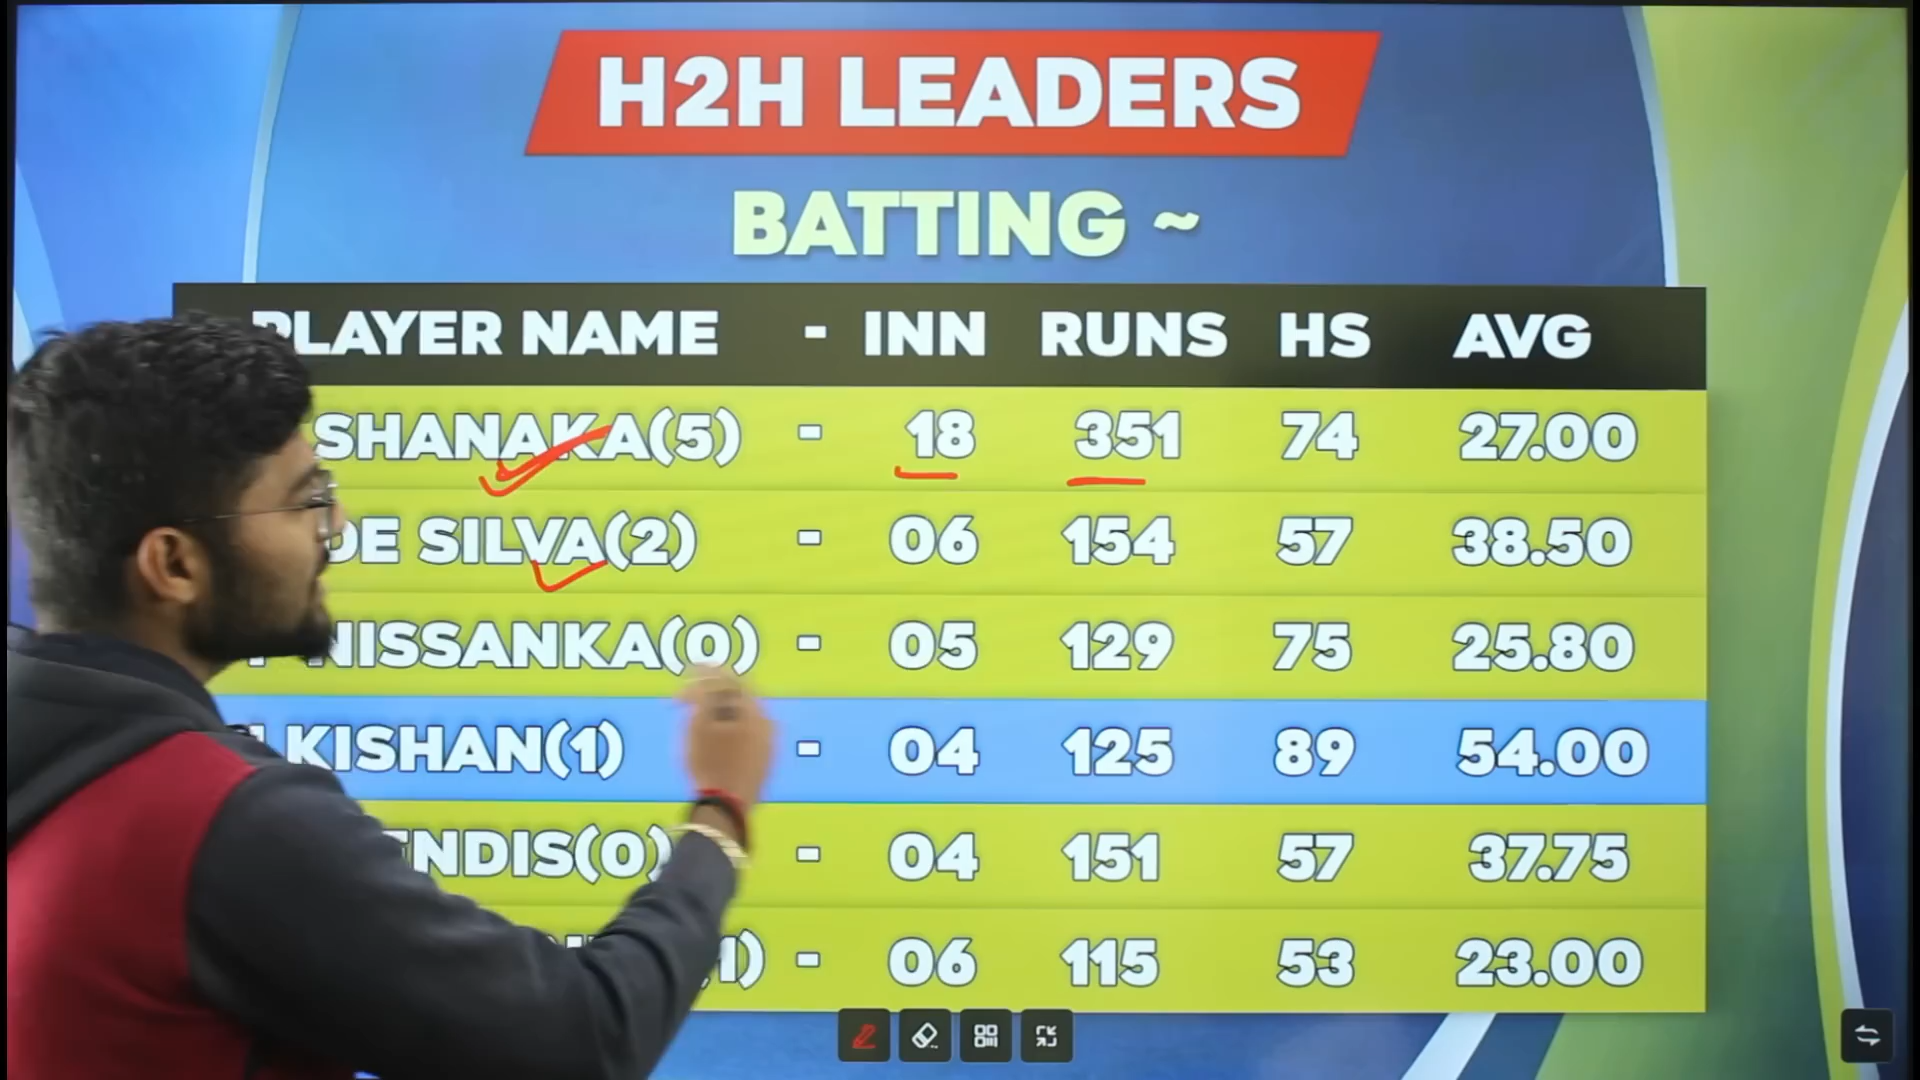 H2H LEADERS
BATTING ~
PLAYER NAME - INN RUNS HS AVG
SHANAKA(5) - 18 351 74 27.00
DE SILVA(2) - 06 154 57 38.50
NISSANKA(0) - 05 129 75 25.80
KISHAN(1) - 04 125 89 54.00
ENDIS(0) - 04 151 57 37.75
- 06 115 53 23.00